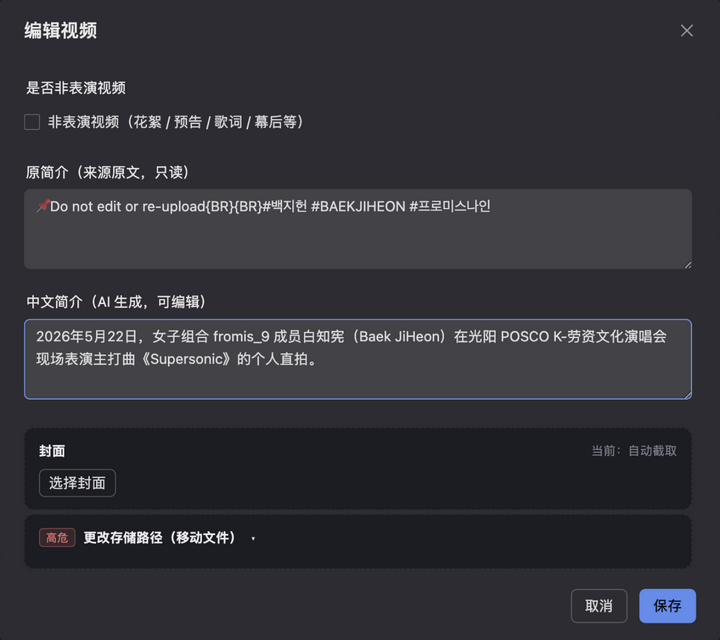 编辑视频
是否非表演视频
非表演视频（花絮 / 预告 / 歌词 / 幕后等）
原简介（来源原文，只读）
📌Do not edit or re-upload{BR}{BR}#백지헌 #BAEKJIHEON #프로미스나인
中文简介（AI 生成，可编辑）
2026年5月22日，女子组合 fromis_9 成员白知宪（Baek JiHeon）在光阳 POSCO K-劳资文化演唱会
现场表演主打曲《Supersonic》的个人直拍。
封面
当前：自动截取
选择封面
高危 更改存储路径（移动文件）
取消 保存